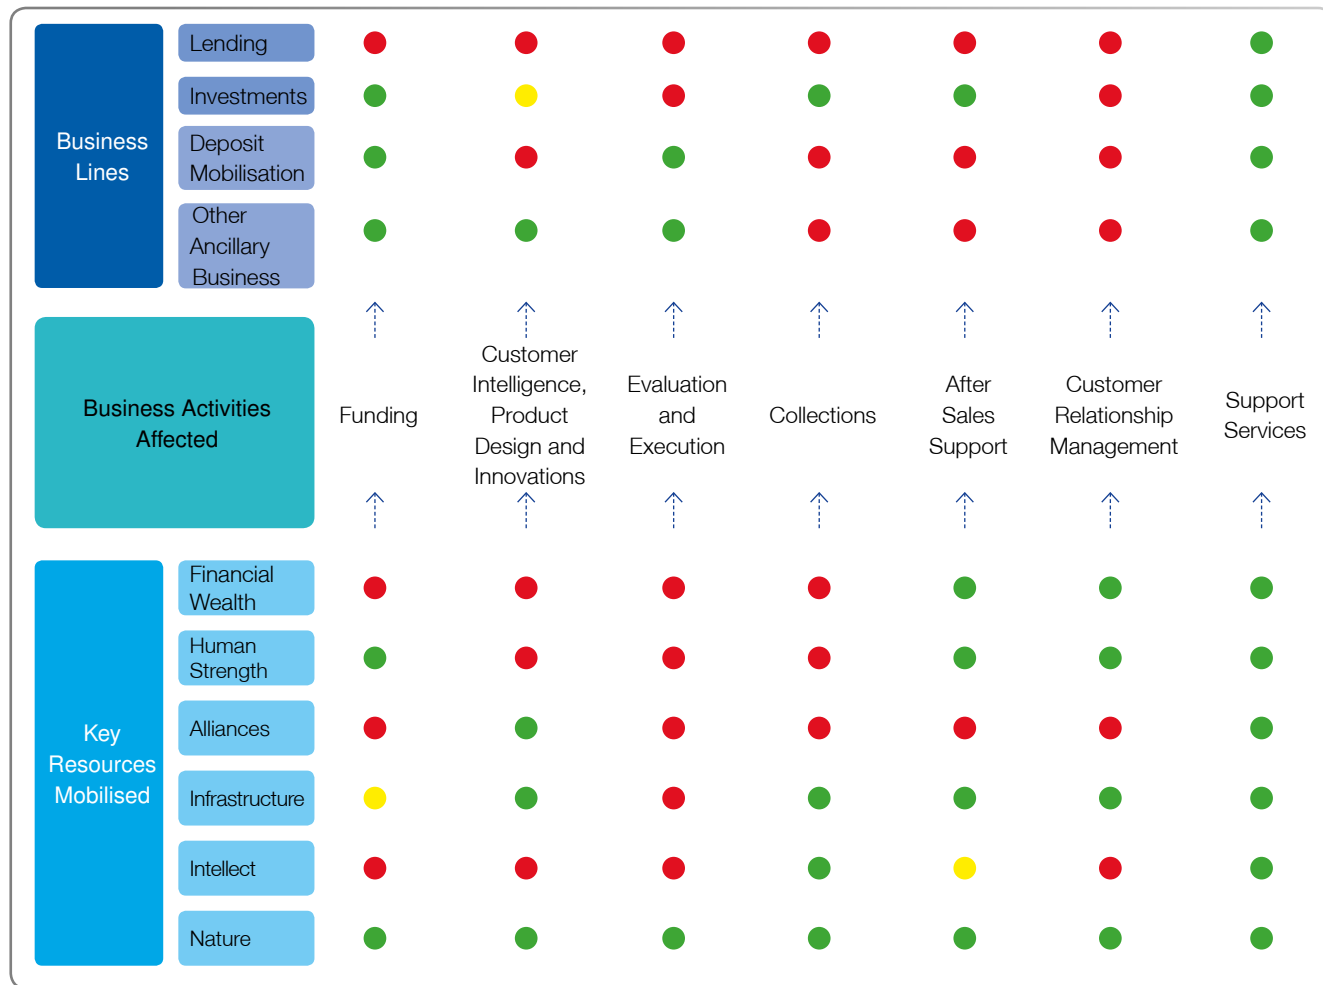 Business
Lines
Lending
Investments
Deposit
Mobilisation
Other
Ancillary
Business
Business Activities
Affected
Funding
Customer
Intelligence,
Product
Design and
Innovations
Evaluation
and
Execution
Collections
After
Sales
Support
Customer
Relationship
Management
Support
Services
Key
Resources
Mobilised
Financial
Wealth
Human
Strength
Alliances
Infrastructure
Intellect
Nature